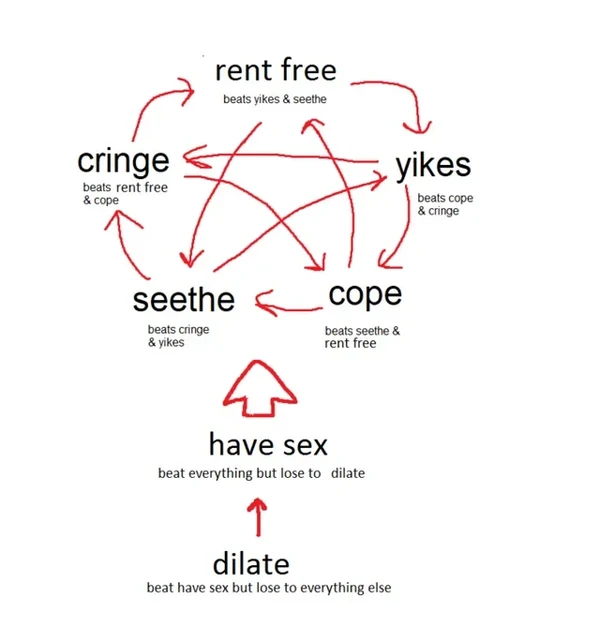 rent free
beats yikes & seethe
cringe
beats rent free
& cope
yikes
beats cope
& cringe
seethe
beats cringe
& yikes
cope
beats seethe &
rent free
have sex
beat everything but lose to dilate
dilate
beat have sex but lose to everything else